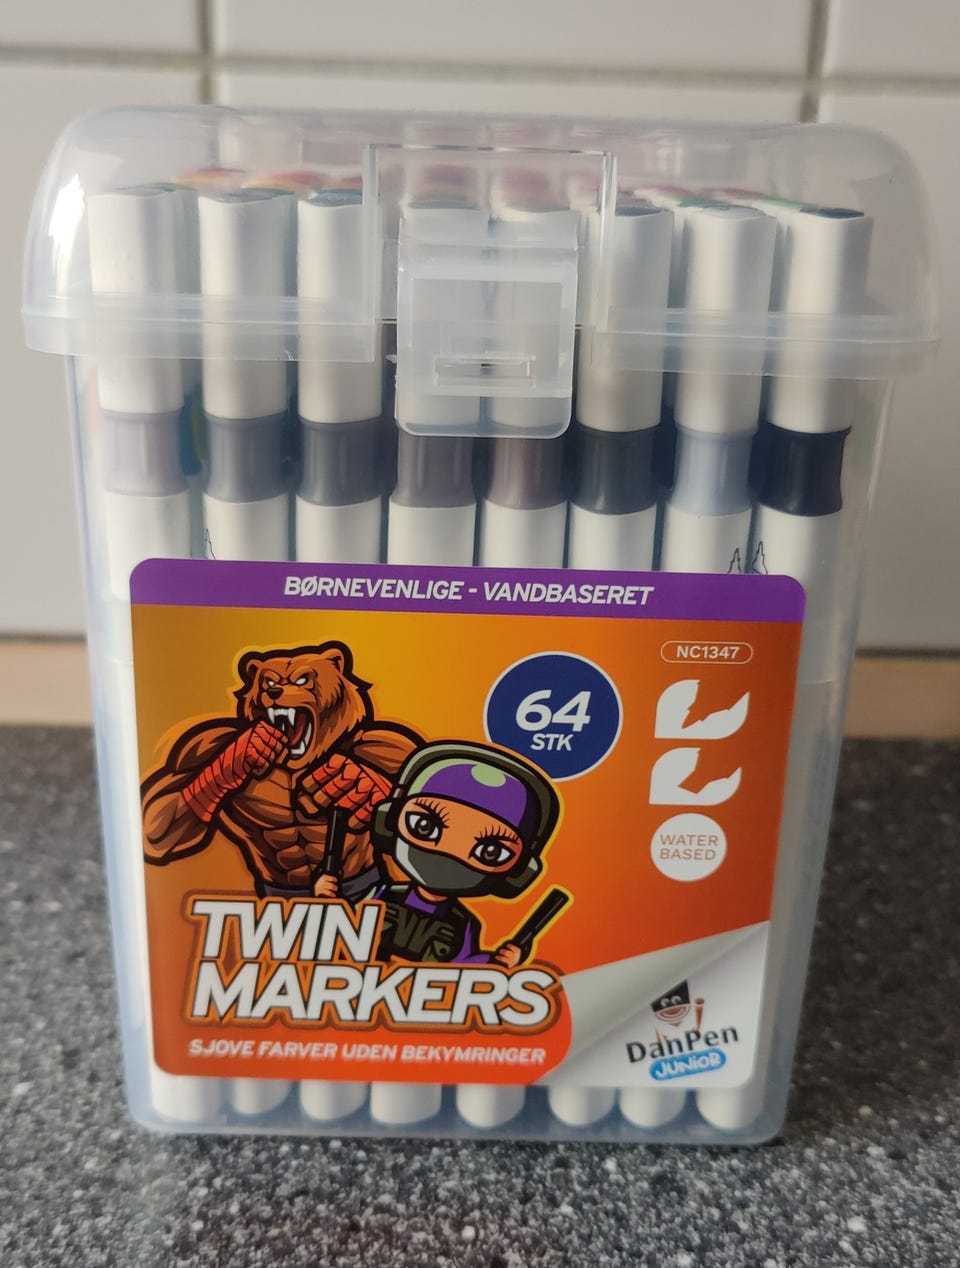 BØRNEVENLIGE - VANDBASERET
NC1347
64
STK
WATER
BASED
TWIN
MARKERS
SJOVE FARVER UDEN BEKYMRINGER
DanPen
JUNiOR